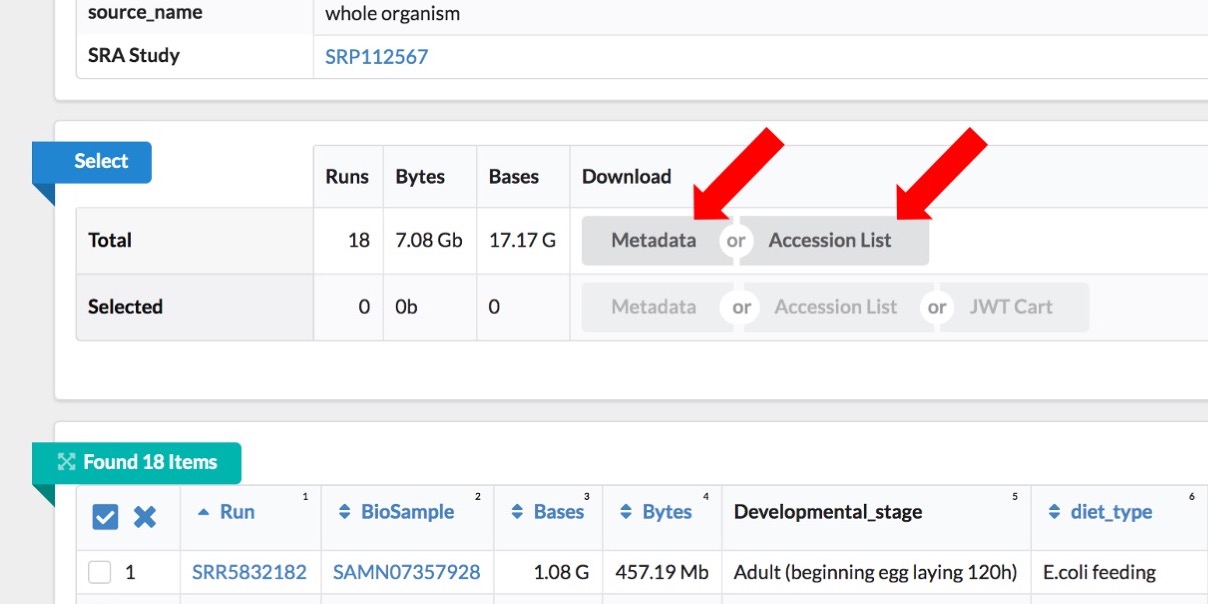 source_name whole organism
SRA Study SRP112567
Select
Runs Bytes Bases Download
Total 18 7.08 Gb 17.17 G Metadata or Accession List
Selected 0 0b 0 Metadata or Accession List or JWT Cart
Found 18 Items
1 2 3 4 5 6
Run BioSample Bases Bytes Developmental_stage diet_type
1 SRR5832182 SAMN07357928 1.08 G 457.19 Mb Adult (beginning egg laying 120h) E.coli feeding